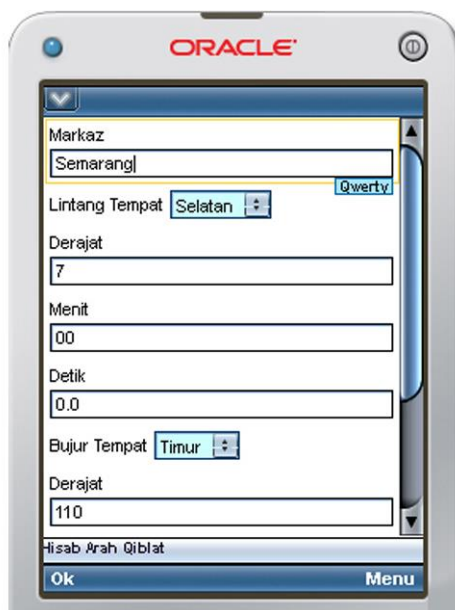 ORACLE
Markaz
Semarang
Qwerty
Lintang Tempat Selatan
Derajat
7
Menit
00
Detik
0.0
Bujur Tempat Timur
Derajat
110
Hisab Arah Qiblat
Ok Menu